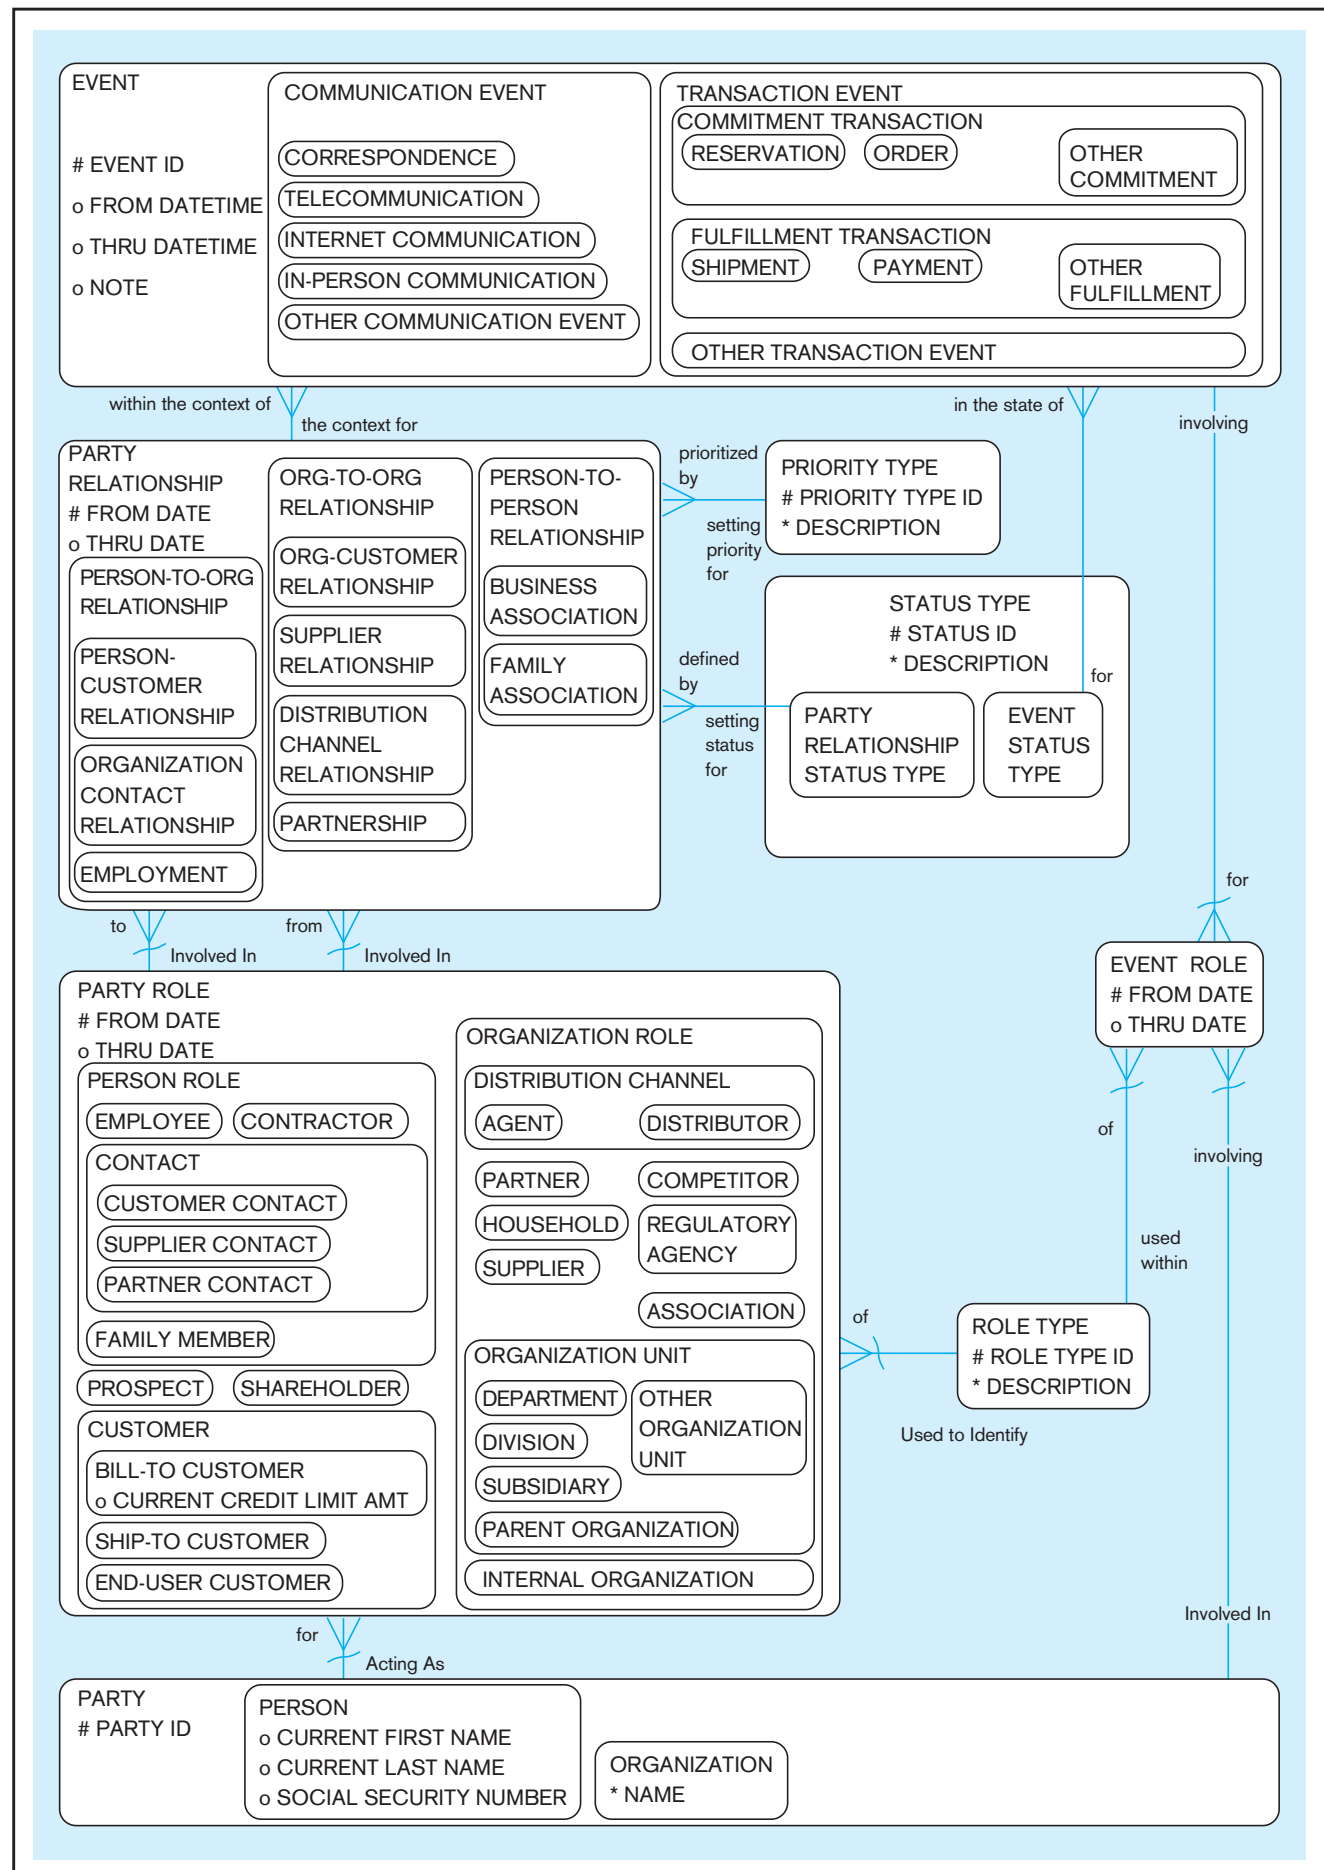 EVENT
# EVENT ID
o FROM DATETIME
o THRU DATETIME
o NOTE
COMMUNICATION EVENT
CORRESPONDENCE
TELECOMMUNICATION
INTERNET COMMUNICATION
IN-PERSON COMMUNICATION
OTHER COMMUNICATION EVENT
TRANSACTION EVENT
COMMITMENT TRANSACTION
RESERVATION
ORDER
OTHER
COMMITMENT
FULFILLMENT TRANSACTION
SHIPMENT
PAYMENT
OTHER
FULFILLMENT
OTHER TRANSACTION EVENT
within the context of
the context for
in the state of
involving
PARTY
RELATIONSHIP
# FROM DATE
o THRU DATE
PERSON-TO-ORG
RELATIONSHIP
PERSON-
CUSTOMER
RELATIONSHIP
ORGANIZATION
CONTACT
RELATIONSHIP
EMPLOYMENT
ORG-TO-ORG
RELATIONSHIP
ORG-CUSTOMER
RELATIONSHIP
SUPPLIER
RELATIONSHIP
DISTRIBUTION
CHANNEL
RELATIONSHIP
PARTNERSHIP
PERSON-TO-
PERSON
RELATIONSHIP
BUSINESS
ASSOCIATION
FAMILY
ASSOCIATION
prioritized
by
setting
priority
for
PRIORITY TYPE
# PRIORITY TYPE ID
* DESCRIPTION
defined
by
setting
status
for
STATUS TYPE
# STATUS ID
* DESCRIPTION
for
PARTY
RELATIONSHIP
STATUS TYPE
EVENT
STATUS
TYPE
to
Involved In
from
Involved In
for
EVENT ROLE
# FROM DATE
o THRU DATE
PARTY ROLE
# FROM DATE
o THRU DATE
PERSON ROLE
EMPLOYEE
CONTRACTOR
CONTACT
CUSTOMER CONTACT
SUPPLIER CONTACT
PARTNER CONTACT
FAMILY MEMBER
PROSPECT
SHAREHOLDER
CUSTOMER
BILL-TO CUSTOMER
o CURRENT CREDIT LIMIT AMT
SHIP-TO CUSTOMER
END-USER CUSTOMER
ORGANIZATION ROLE
DISTRIBUTION CHANNEL
AGENT
DISTRIBUTOR
PARTNER
COMPETITOR
HOUSEHOLD
REGULATORY
AGENCY
SUPPLIER
ASSOCIATION
ORGANIZATION UNIT
DEPARTMENT
DIVISION
SUBSIDIARY
OTHER
ORGANIZATION
UNIT
PARENT ORGANIZATION
INTERNAL ORGANIZATION
of
involving
used
within
of
ROLE TYPE
# ROLE TYPE ID
* DESCRIPTION
Used to Identify
Involved In
for
Acting As
PARTY
# PARTY ID
PERSON
o CURRENT FIRST NAME
o CURRENT LAST NAME
o SOCIAL SECURITY NUMBER
ORGANIZATION
* NAME